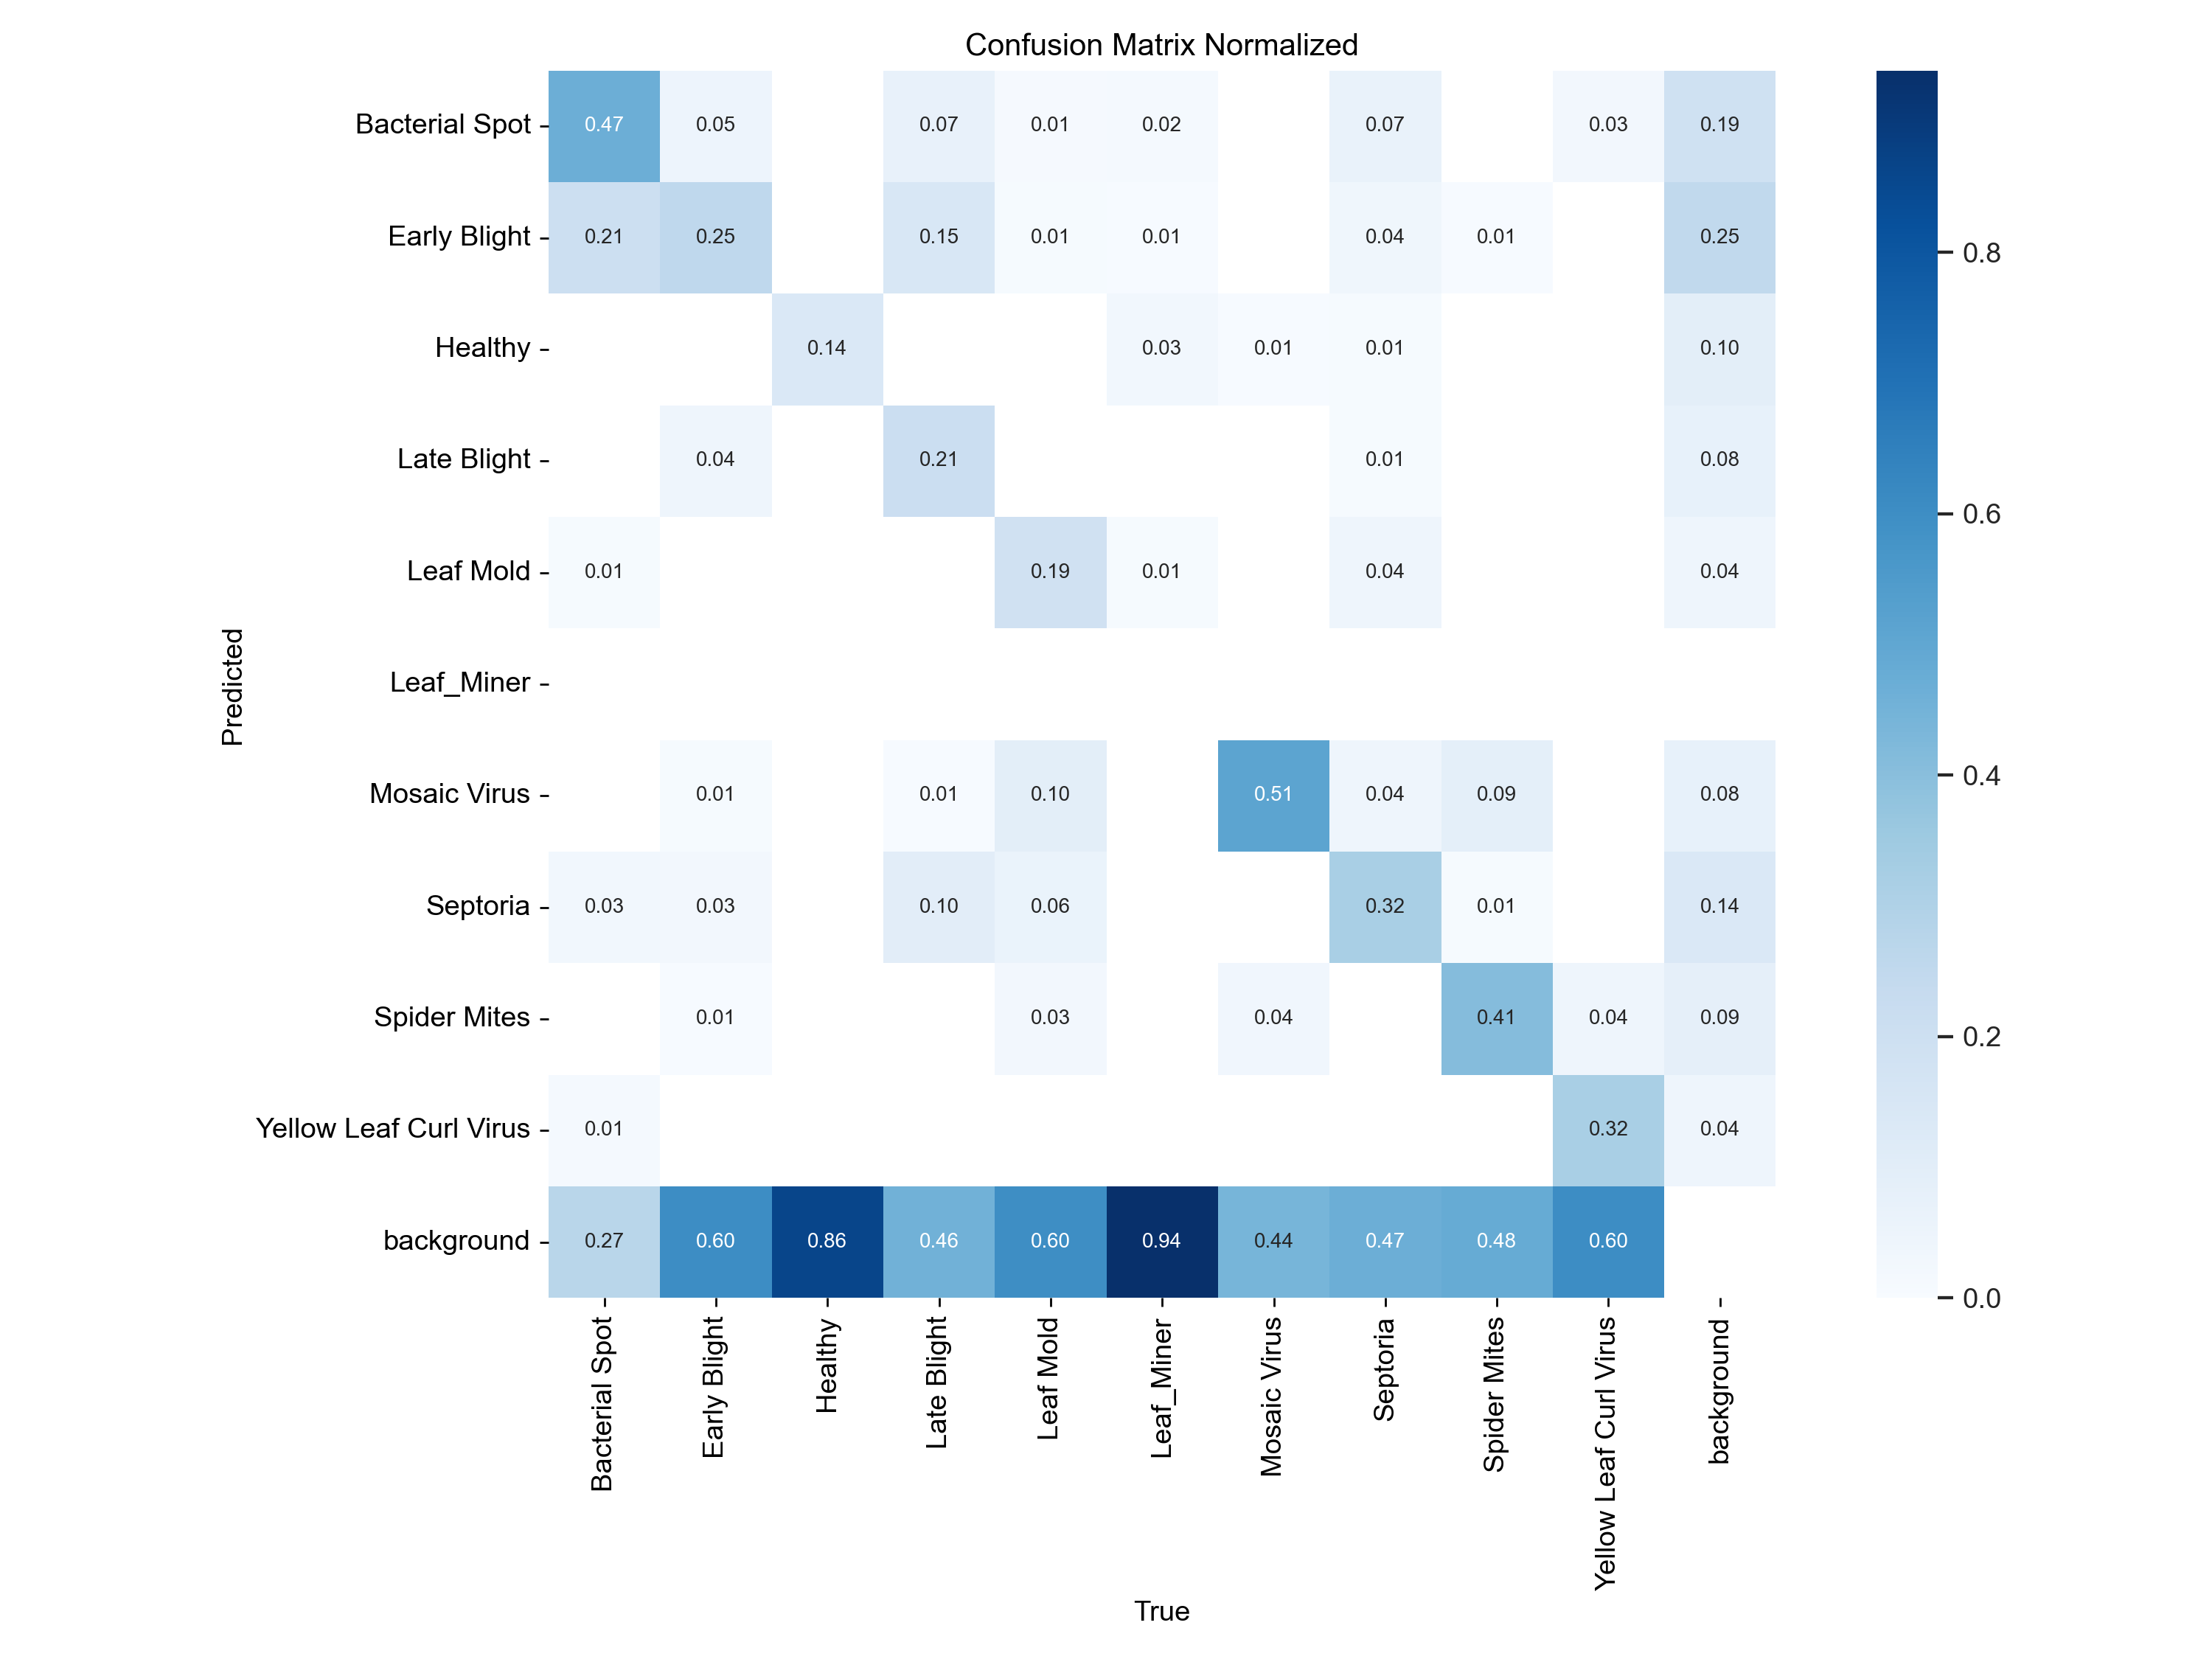 Confusion Matrix Normalized
Bacterial Spot 0.47 0.05 0.07 0.01 0.02 0.07 0.03 0.19
Early Blight 0.21 0.25 0.15 0.01 0.01 0.04 0.01 0.25
0.8
Healthy 0.14 0.03 0.01 0.01 0.10
Late Blight 0.04 0.21 0.01 0.08
0.6
Leaf Mold 0.01 0.19 0.01 0.04 0.04
Predicted
Leaf_Miner
0.4
Mosaic Virus 0.01 0.01 0.10 0.51 0.04 0.09 0.08
Septoria 0.03 0.03 0.10 0.06 0.32 0.01 0.14
Spider Mites 0.01 0.03 0.04 0.41 0.04 0.09
0.2
Yellow Leaf Curl Virus 0.01 0.32 0.04
background 0.27 0.60 0.86 0.46 0.60 0.94 0.44 0.47 0.48 0.60
0.0
Bacterial Spot
Early Blight
Healthy
Late Blight
Leaf Mold
Leaf_Miner
Mosaic Virus
Septoria
Spider Mites
Yellow Leaf Curl Virus
background
True